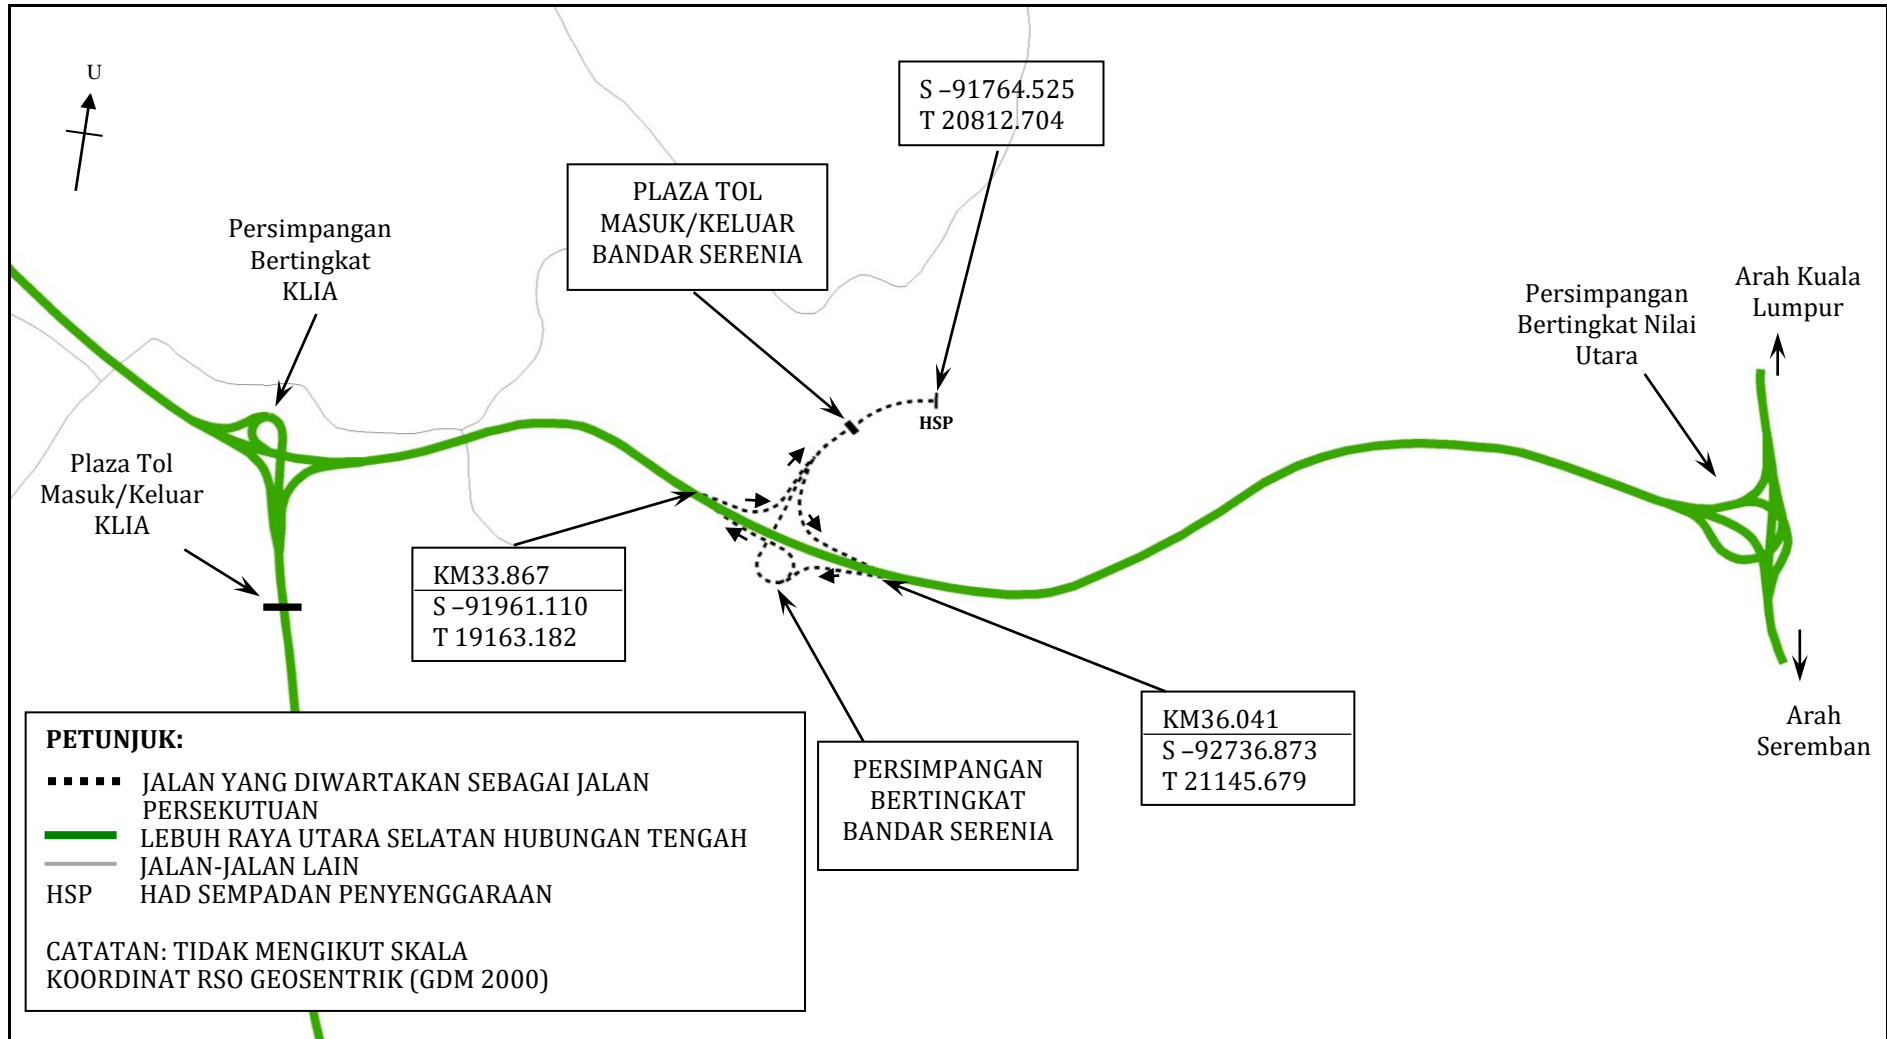 U
S –91764.525
T 20812.704
PLAZA TOL
MASUK/KELUAR
BANDAR SERENIA
Persimpangan
Bertingkat
KLIA
Persimpangan
Bertingkat Nilai
Utara
Arah Kuala
Lumpur
HSP
Plaza Tol
Masuk/Keluar
KLIA
KM33.867
S –91961.110
T 19163.182
KM36.041
S –92736.873
T 21145.679
Arah
Seremban
PERSIMPANGAN
BERTINGKAT
BANDAR SERENIA
PETUNJUK:
JALAN YANG DIWARTAKAN SEBAGAI JALAN
PERSEKUTUAN
LEBUH RAYA UTARA SELATAN HUBUNGAN TENGAH
JALAN-JALAN LAIN
HSP HAD SEMPADAN PENYENGGARAAN
CATATAN: TIDAK MENGIKUT SKALA
KOORDINAT RSO GEOSENTRIK (GDM 2000)